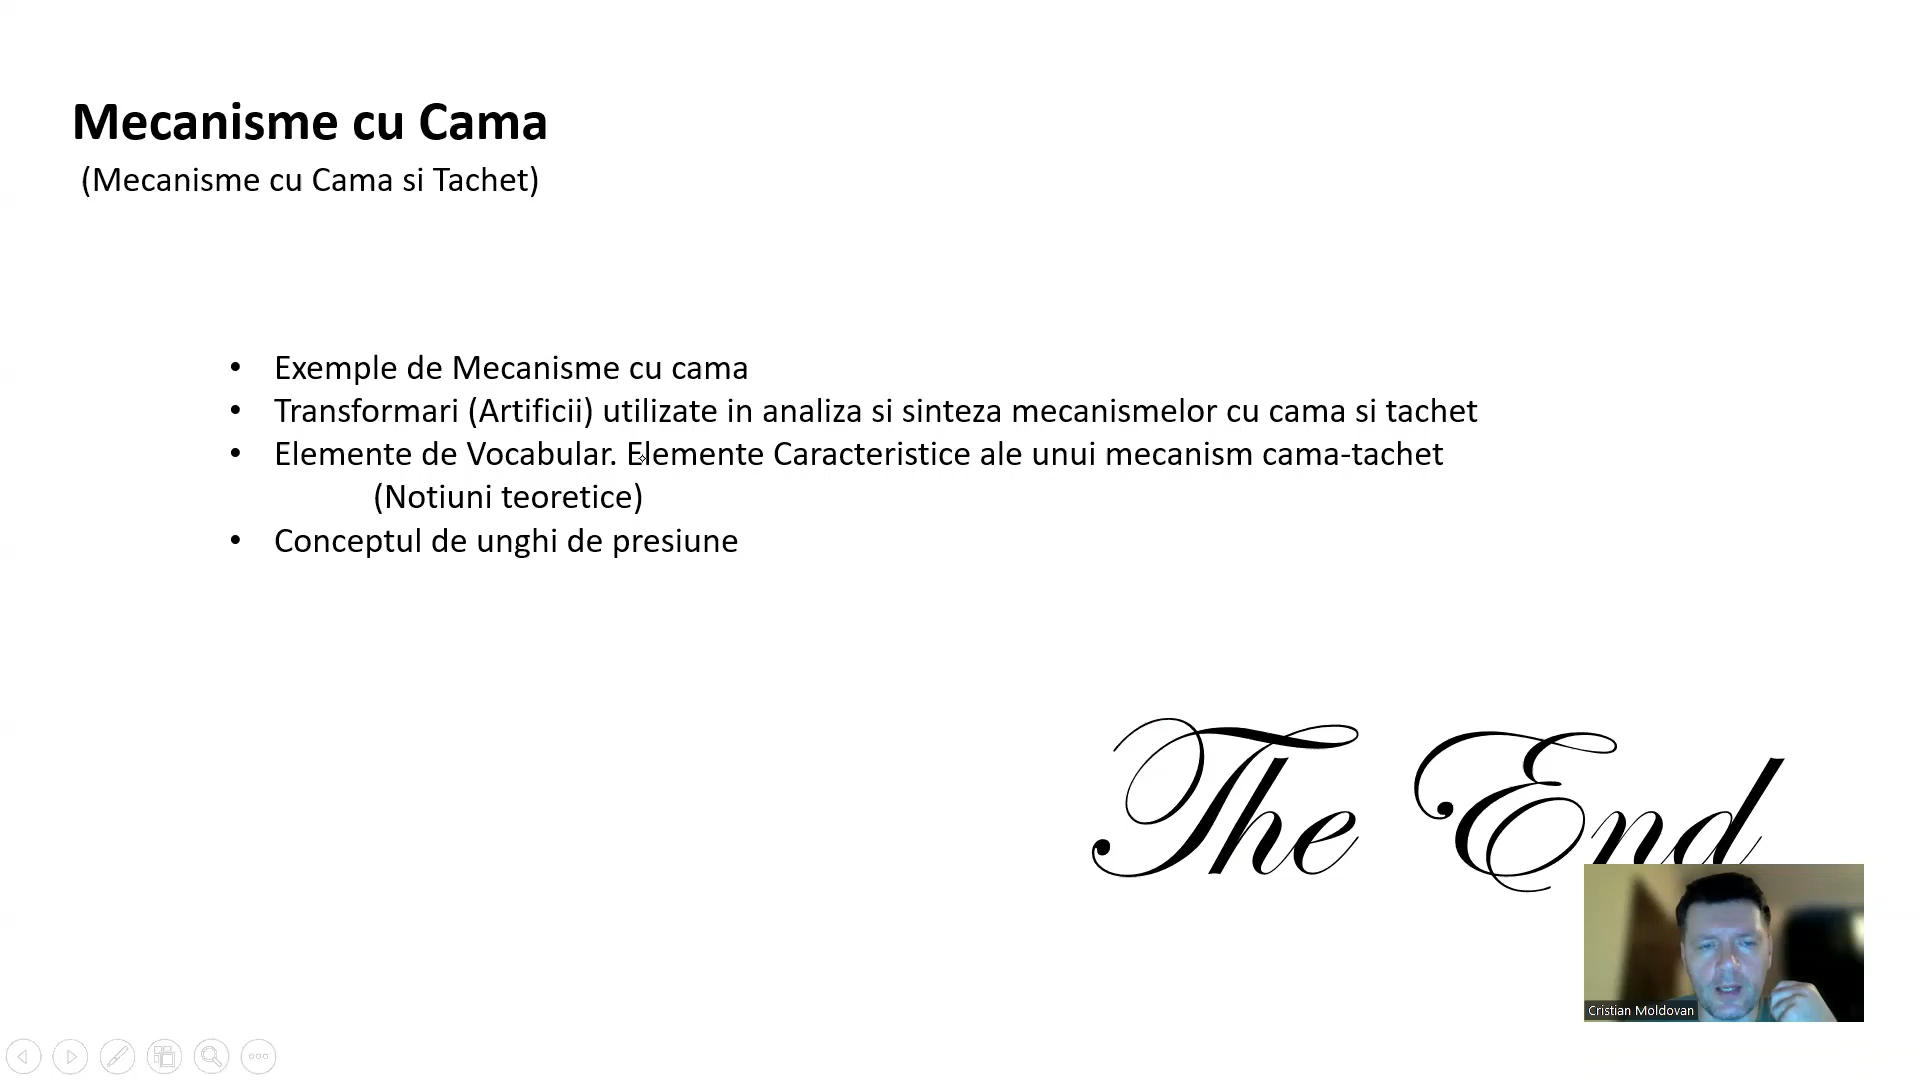 Mecanisme cu Cama
(Mecanisme cu Cama si Tachet)
• Exemple de Mecanisme cu cama
• Transformari (Artificii) utilizate in analiza si sinteza mecanismelor cu cama si tachet
• Elemente de Vocabular. Elemente Caracteristice ale unui mecanism cama-tachet
(Notiuni teoretice)
• Conceptul de unghi de presiune
The End
Cristian Moldovan